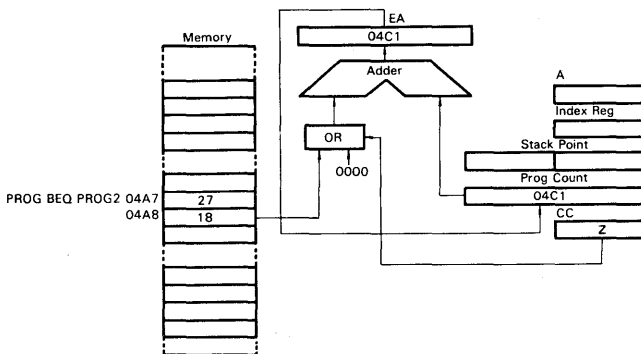 Memory
EA
04C1
Adder
A
Index Reg
OR
Stack Point
0000
Prog Count
PROG BEQ PROG2 04A7
27
04C1
04A8
18
CC
Z